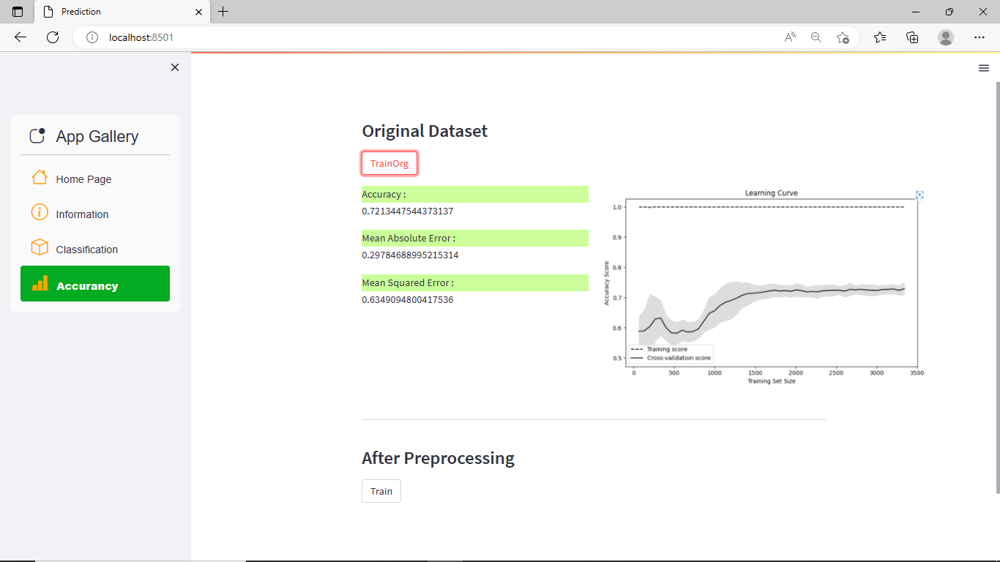 Prediction
localhost:8501
App Gallery
Home Page
Information
Classification
Accurancy
Original Dataset
TrainOrg
Accuracy :
0.7213447544373137
Mean Absolute Error :
0.29784688995215314
Mean Squared Error :
0.6349094800417536
Learning Curve
1.0
0.9
0.8
0.7
0.6
0.5
Accuracy Score
Training score
Cross-validation score
0 500 1000 1500 2000 2500 3000 3500
Training Set Size
After Preprocessing
Train